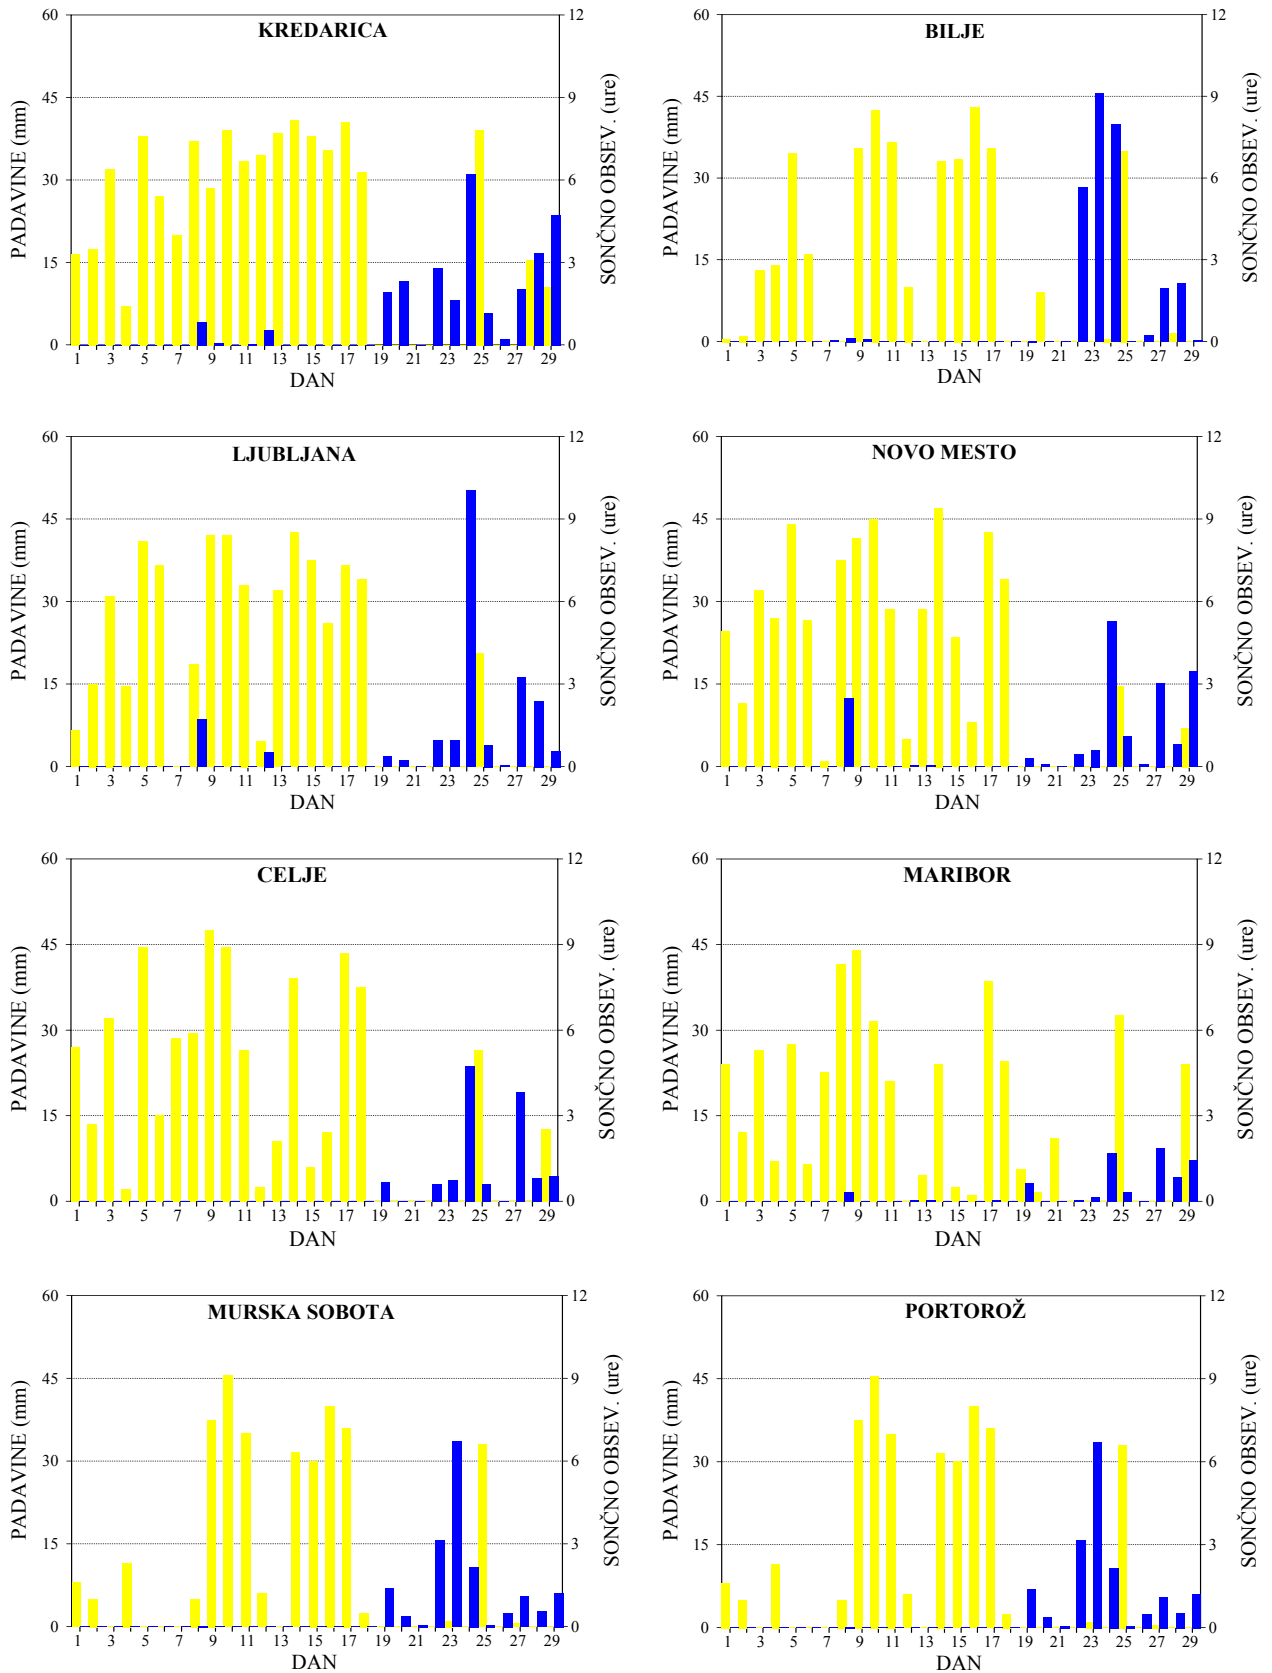 KREDARICA
PADAVINE (mm)
60 45 30 15 0
12 9 6 3 0
SONČNO OBSEV. (ure)
1 3 5 7 9 11 13 15 17 19 21 23 25 27 29
DAN
BILJE
PADAVINE (mm)
60 45 30 15 0
12 9 6 3 0
SONČNO OBSEV. (ure)
1 3 5 7 9 11 13 15 17 19 21 23 25 27 29
DAN
LJUBLJANA
PADAVINE (mm)
60 45 30 15 0
12 9 6 3 0
SONČNO OBSEV. (ure)
1 3 5 7 9 11 13 15 17 19 21 23 25 27 29
DAN
NOVO MESTO
PADAVINE (mm)
60 45 30 15 0
12 9 6 3 0
SONČNO OBSEV. (ure)
1 3 5 7 9 11 13 15 17 19 21 23 25 27 29
DAN
CELJE
PADAVINE (mm)
60 45 30 15 0
12 9 6 3 0
SONČNO OBSEV. (ure)
1 3 5 7 9 11 13 15 17 19 21 23 25 27 29
DAN
MARIBOR
PADAVINE (mm)
60 45 30 15 0
12 9 6 3 0
SONČNO OBSEV. (ure)
1 3 5 7 9 11 13 15 17 19 21 23 25 27 29
DAN
MURSKA SOBOTA
PADAVINE (mm)
60 45 30 15 0
12 9 6 3 0
SONČNO OBSEV. (ure)
1 3 5 7 9 11 13 15 17 19 21 23 25 27 29
DAN
PORTOROŽ
PADAVINE (mm)
60 45 30 15 0
12 9 6 3 0
SONČNO OBSEV. (ure)
1 3 5 7 9 11 13 15 17 19 21 23 25 27 29
DAN